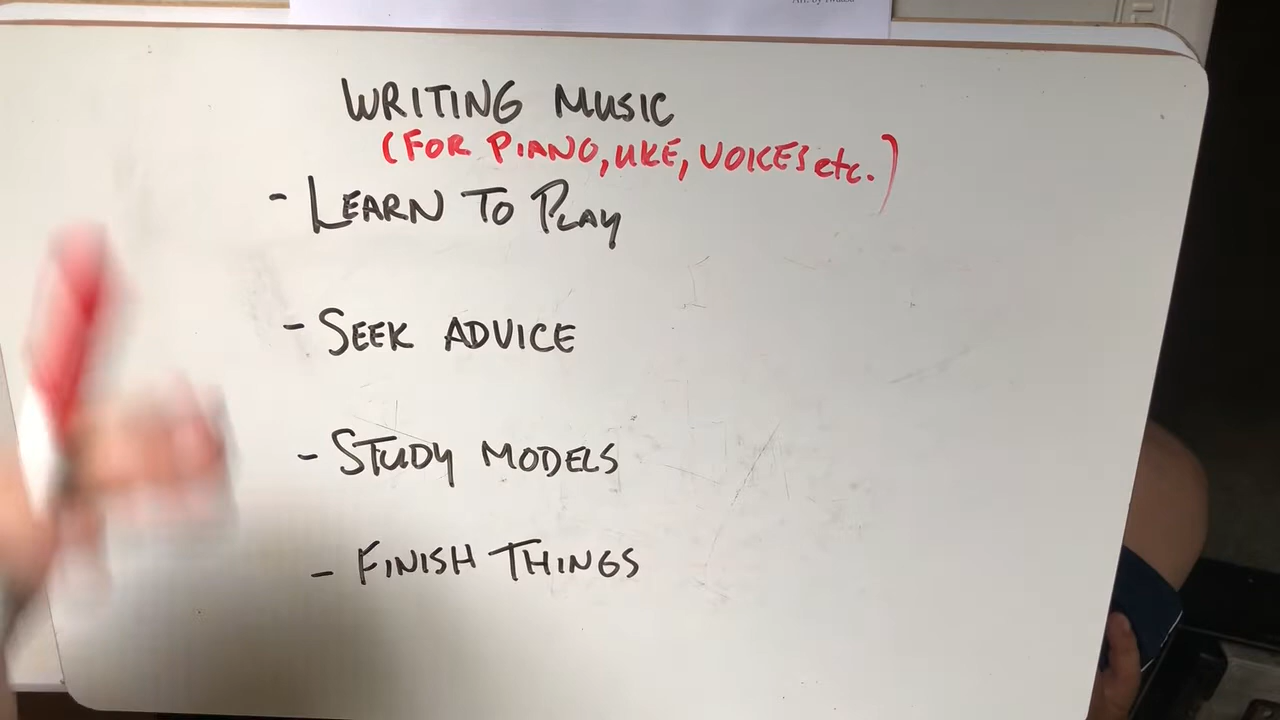 WRITING MUSIC
(FOR PIANO, UKE, VOICES etc.)
- LEARN TO PLAY
- SEEK ADVICE
- STUDY MODELS
- FINISH THINGS